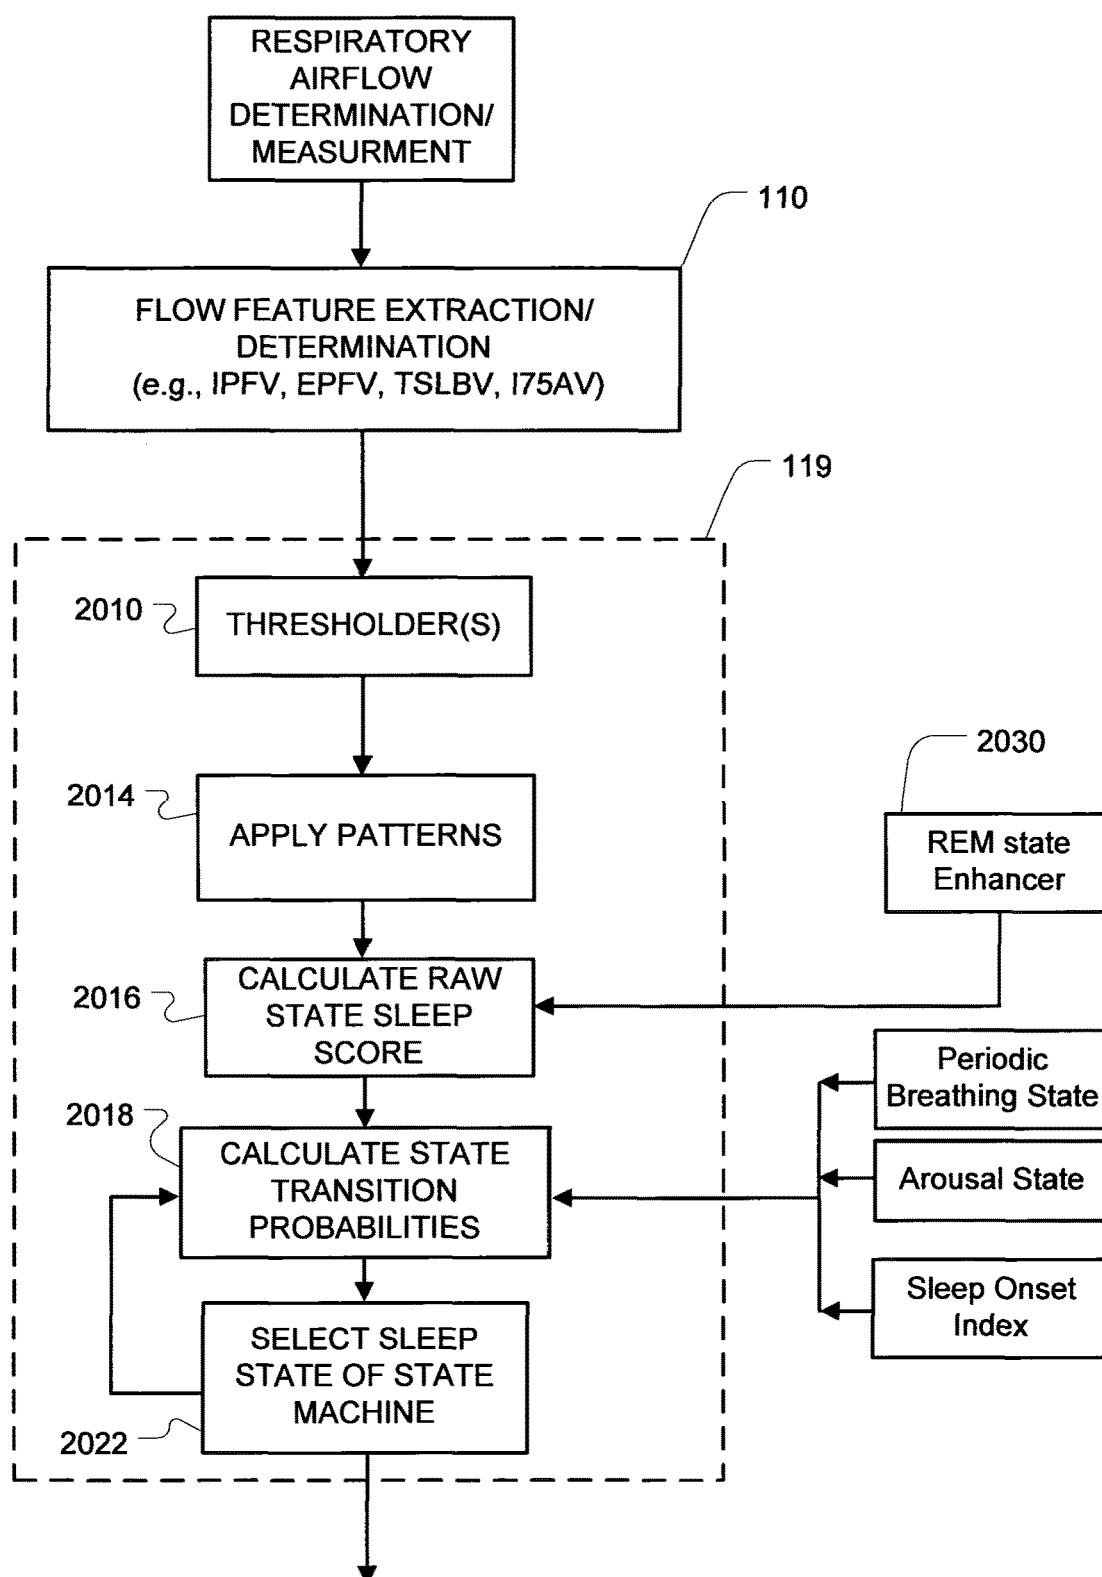 RESPIRATORY
AIRFLOW
DETERMINATION/
MEASURMENT
110
FLOW FEATURE EXTRACTION/
DETERMINATION
(e.g., IPFV, EPFV, TSLBV, I75AV)
119
2010
THRESHOLDER(S)
2030
2014
APPLY PATTERNS
REM state
Enhancer
2016
CALCULATE RAW
STATE SLEEP
SCORE
Periodic
Breathing State
2018
CALCULATE STATE
TRANSITION
PROBABILITIES
Arousal State
Sleep Onset
Index
SELECT SLEEP
STATE OF STATE
MACHINE
2022